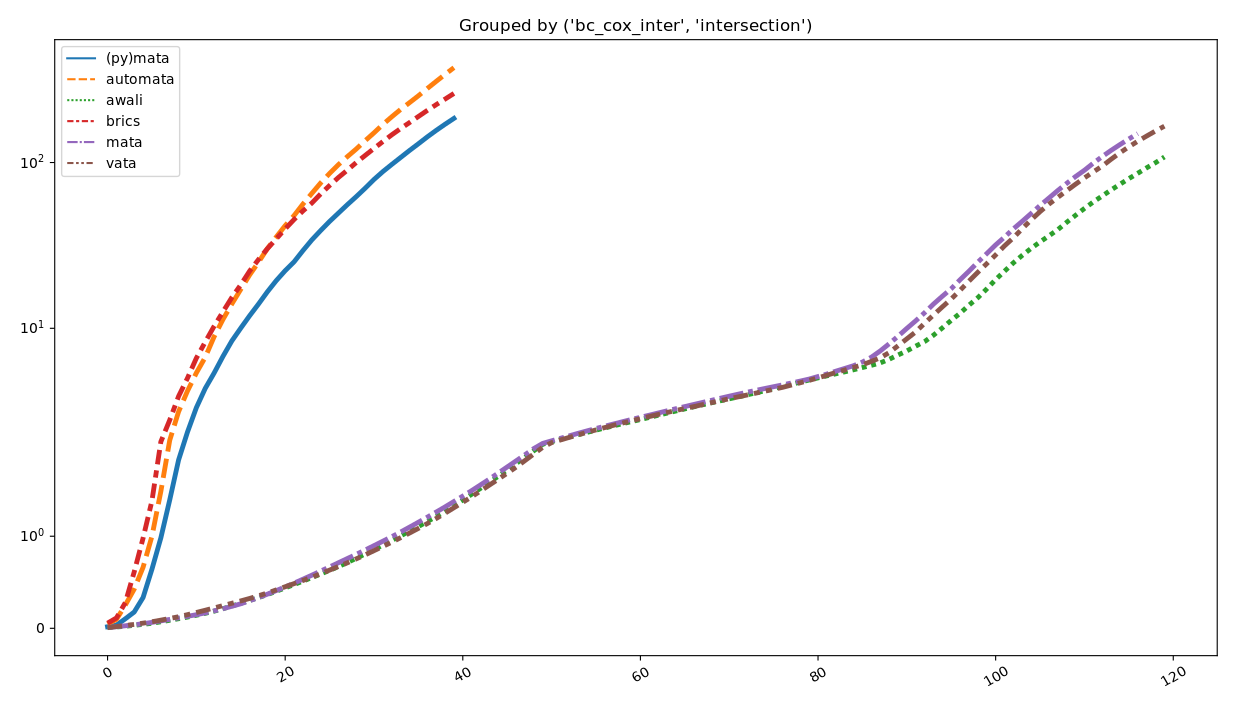 Grouped by ('bc_cox_inter', 'intersection')
(py)mata
automata
awali
brics
mata
vata
10²
10¹
10⁰
0
0
20
40
60
80
100
120